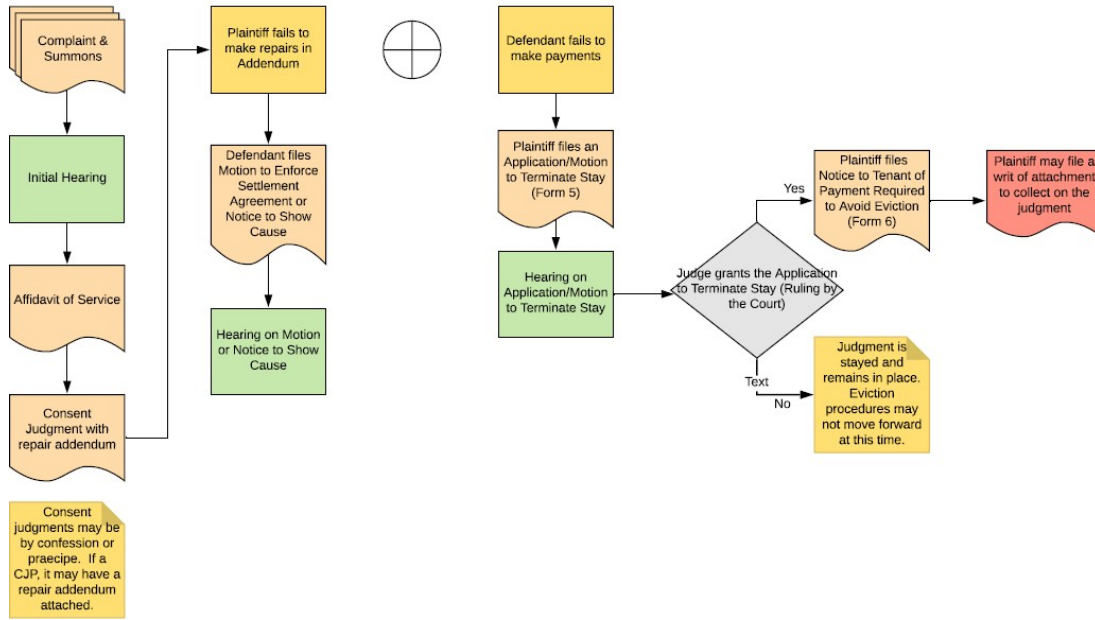 Complaint &
Summons
Initial Hearing
Affidavit of Service
Consent
Judgment with
repair addendum
Consent
judgments may be
by confession or
praecipe. If a
CJP, it may have a
repair addendum
attached.
Plaintiff fails to
make repairs in
Addendum
Defendant files
Motion to Enforce
Settlement
Agreement or
Notice to Show
Cause
Hearing on Motion
or Notice to Show
Cause
Defendant fails to
make payments
Plaintiff files an
Application/Motion
to Terminate Stay
(Form 5)
Hearing on
Application/Motion
to Terminate Stay
Judge grants the Application
to Terminate Stay (Ruling by
the Court)
Yes
Plaintiff files
Notice to Tenant of
Payment Required
to Avoid Eviction
(Form 6)
Plaintiff may file a
writ of attachment
to collect on the
judgment
Text
No
Judgment is
stayed and
remains in place.
Eviction
procedures may
not move forward
at this time.